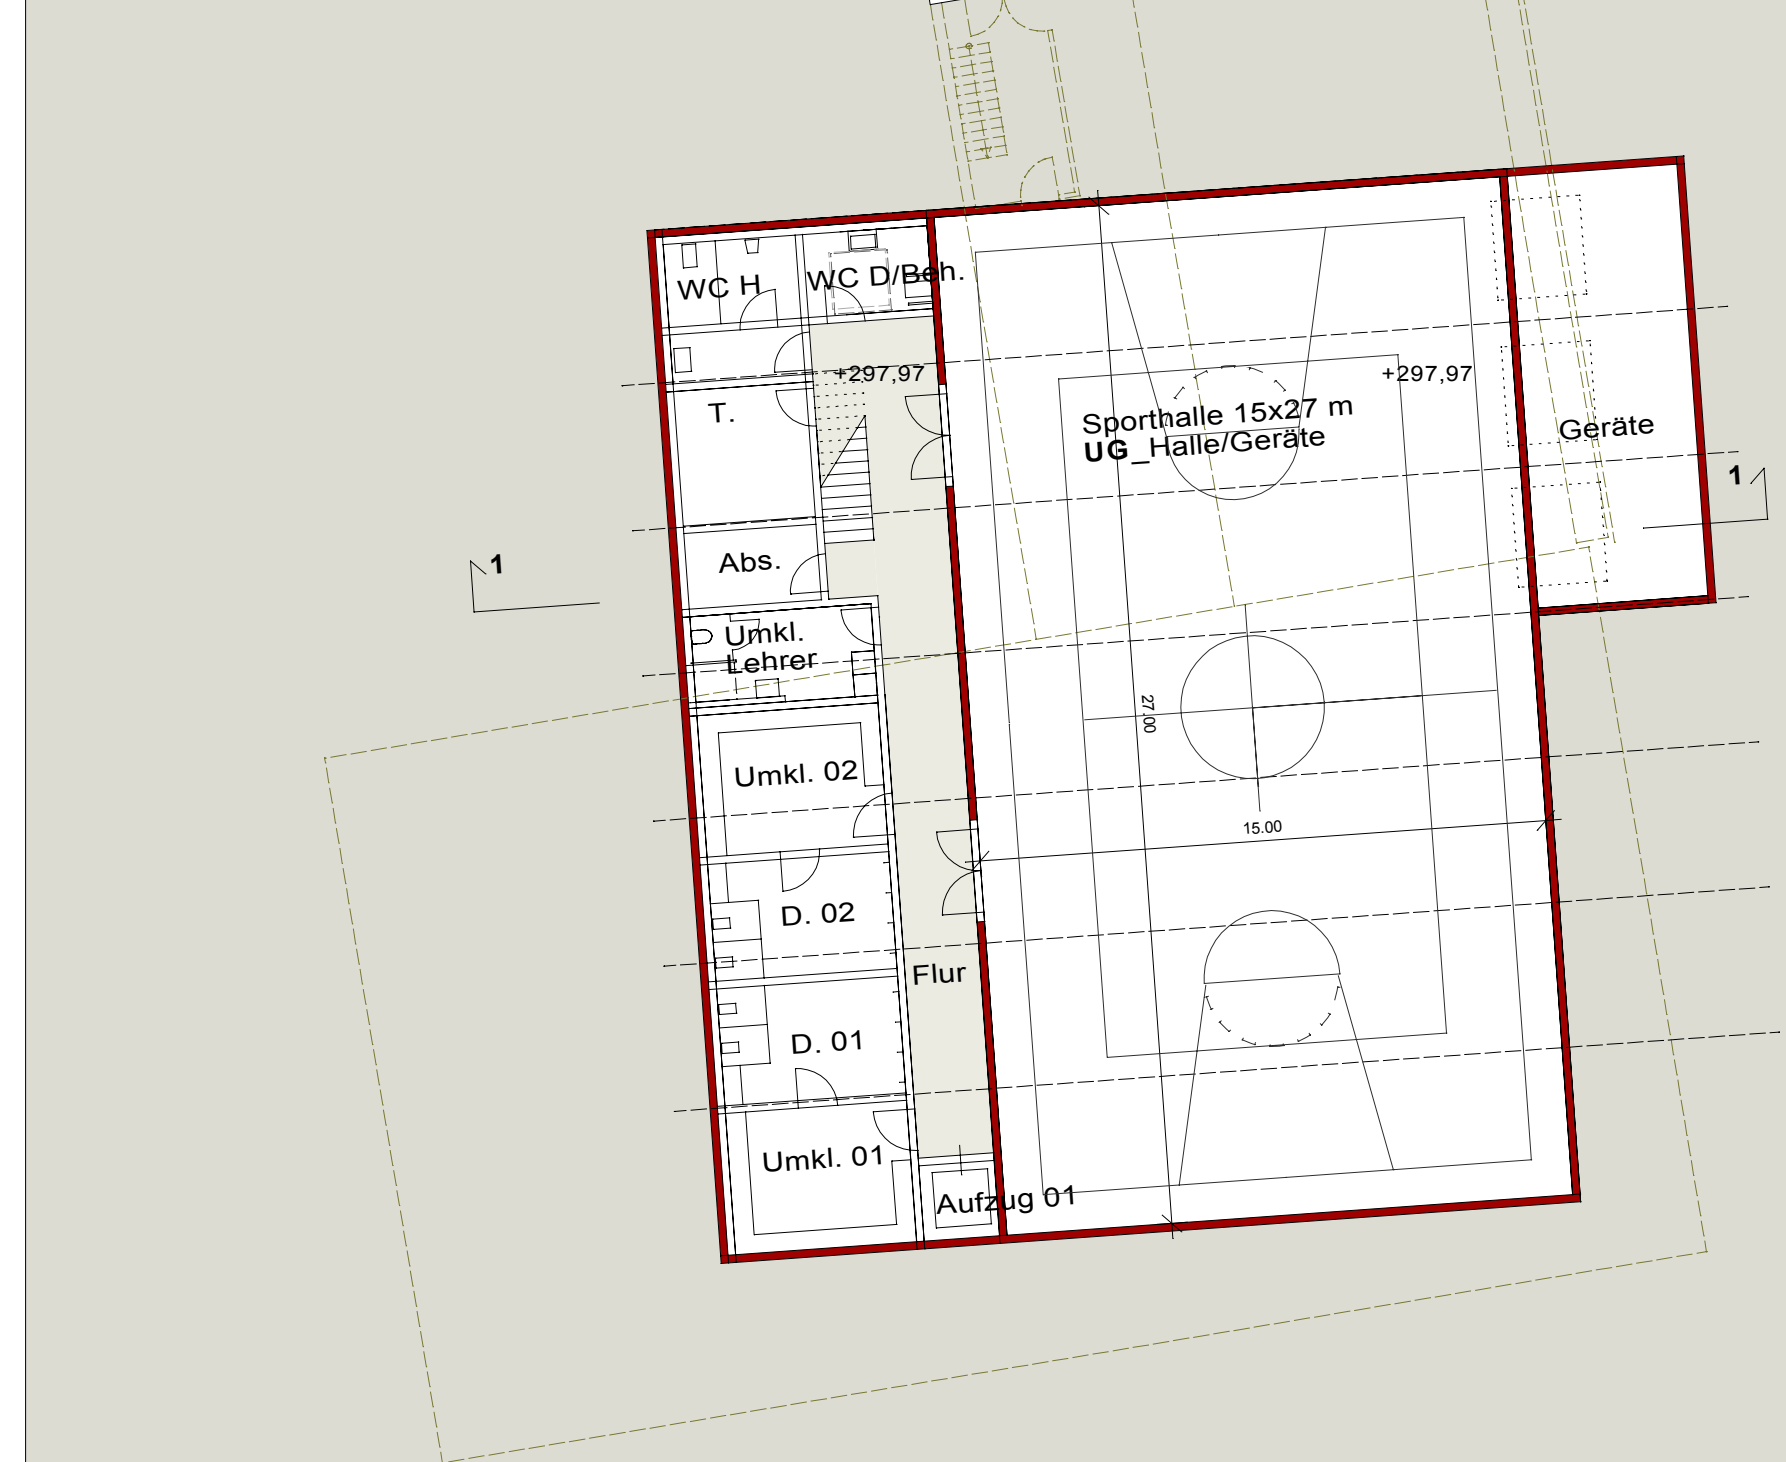 WC H
WC D/Beh.
+297,97
+297,97
T.
Sporthalle 15x27 m
UG_Halle/Geräte
Geräte
1
1
Abs.
Umkl.
Lehrer
27.00
Umkl. 02
15.00
D. 02
Flur
D. 01
Umkl. 01
Aufzug 01